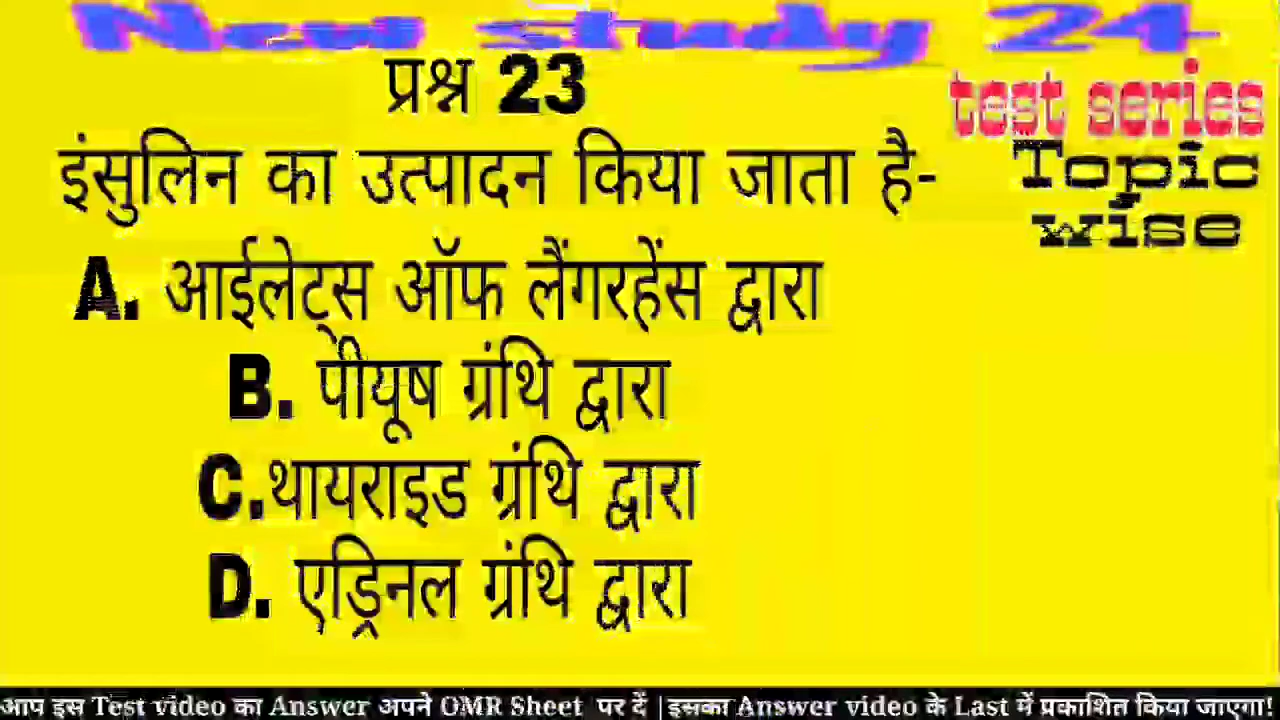 Next study 24
प्रश्न 23
test series
Topic
wise
इंसुलिन का उत्पादन किया जाता है-
A. आईलेट्स ऑफ लैंगरहेंस द्वारा
B. पीयूष ग्रंथि द्वारा
C.थायराइड ग्रंथि द्वारा
D. एड्रिनल ग्रंथि द्वारा
आप इस Test video का Answer अपने OMR Sheet पर दें |इसका Answer video के Last में प्रकाशित किया जाएगा!